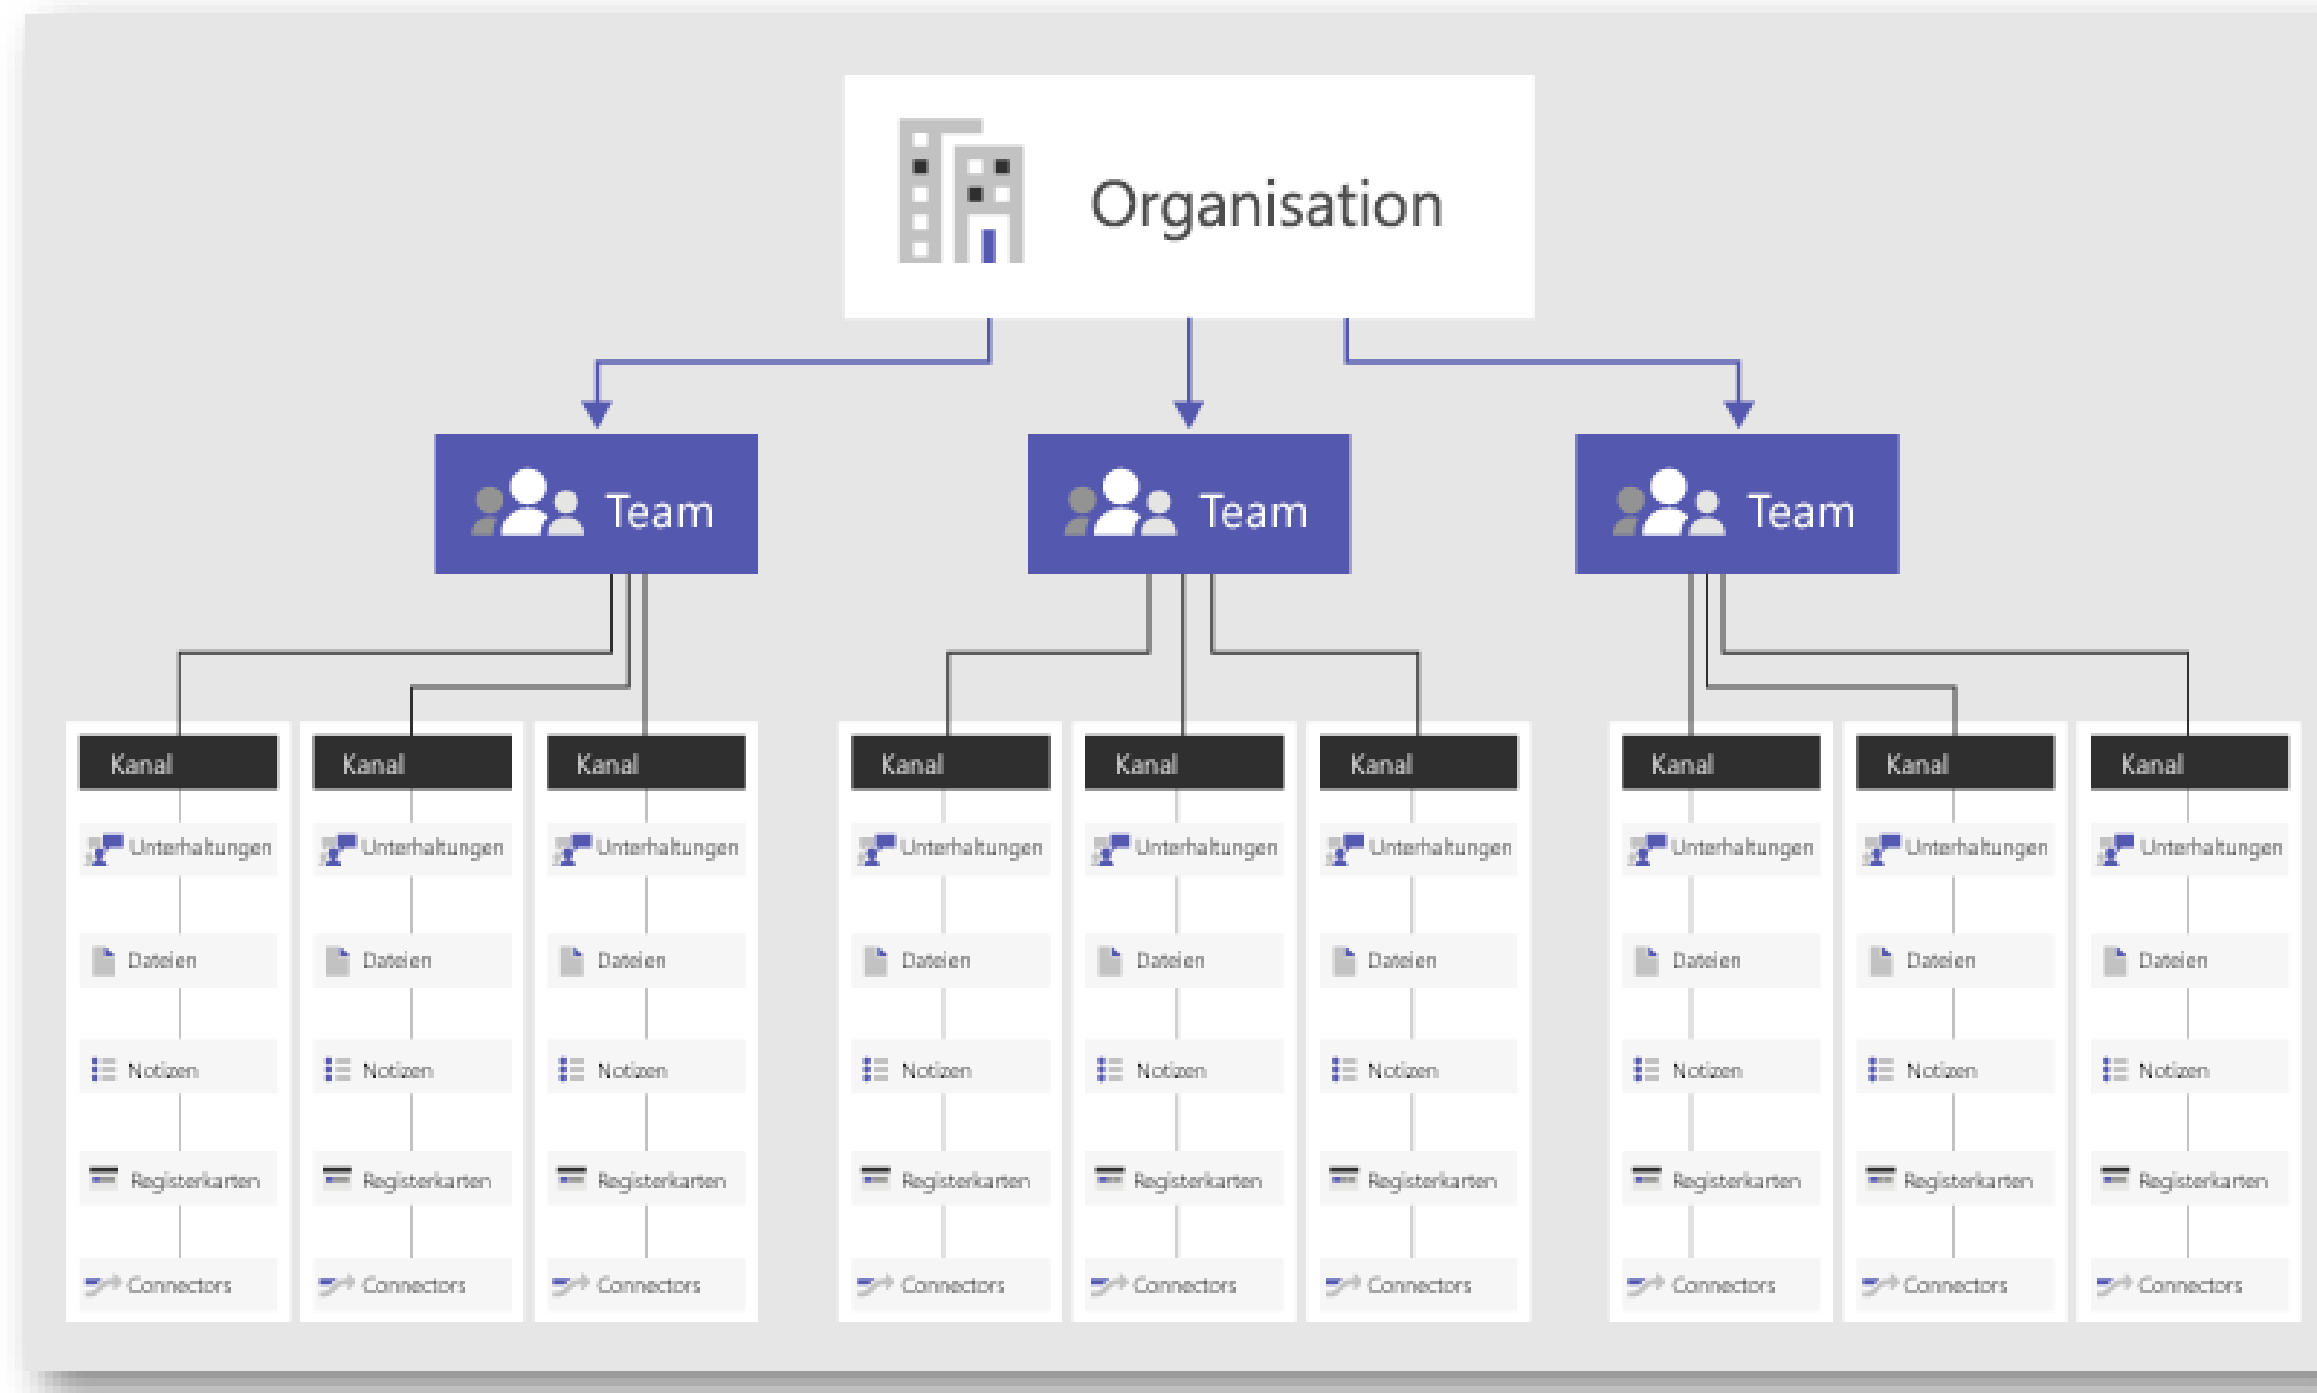 Organisation
Team
Team
Team
Kanal
Kanal
Kanal
Kanal
Kanal
Kanal
Kanal
Kanal
Kanal
Unterhaltungen
Unterhaltungen
Unterhaltungen
Unterhaltungen
Unterhaltungen
Unterhaltungen
Unterhaltungen
Unterhaltungen
Unterhaltungen
Dateien
Dateien
Dateien
Dateien
Dateien
Dateien
Dateien
Dateien
Dateien
Notizen
Notizen
Notizen
Notizen
Notizen
Notizen
Notizen
Notizen
Notizen
Registerkarten
Registerkarten
Registerkarten
Registerkarten
Registerkarten
Registerkarten
Registerkarten
Registerkarten
Registerkarten
Connectors
Connectors
Connectors
Connectors
Connectors
Connectors
Connectors
Connectors
Connectors